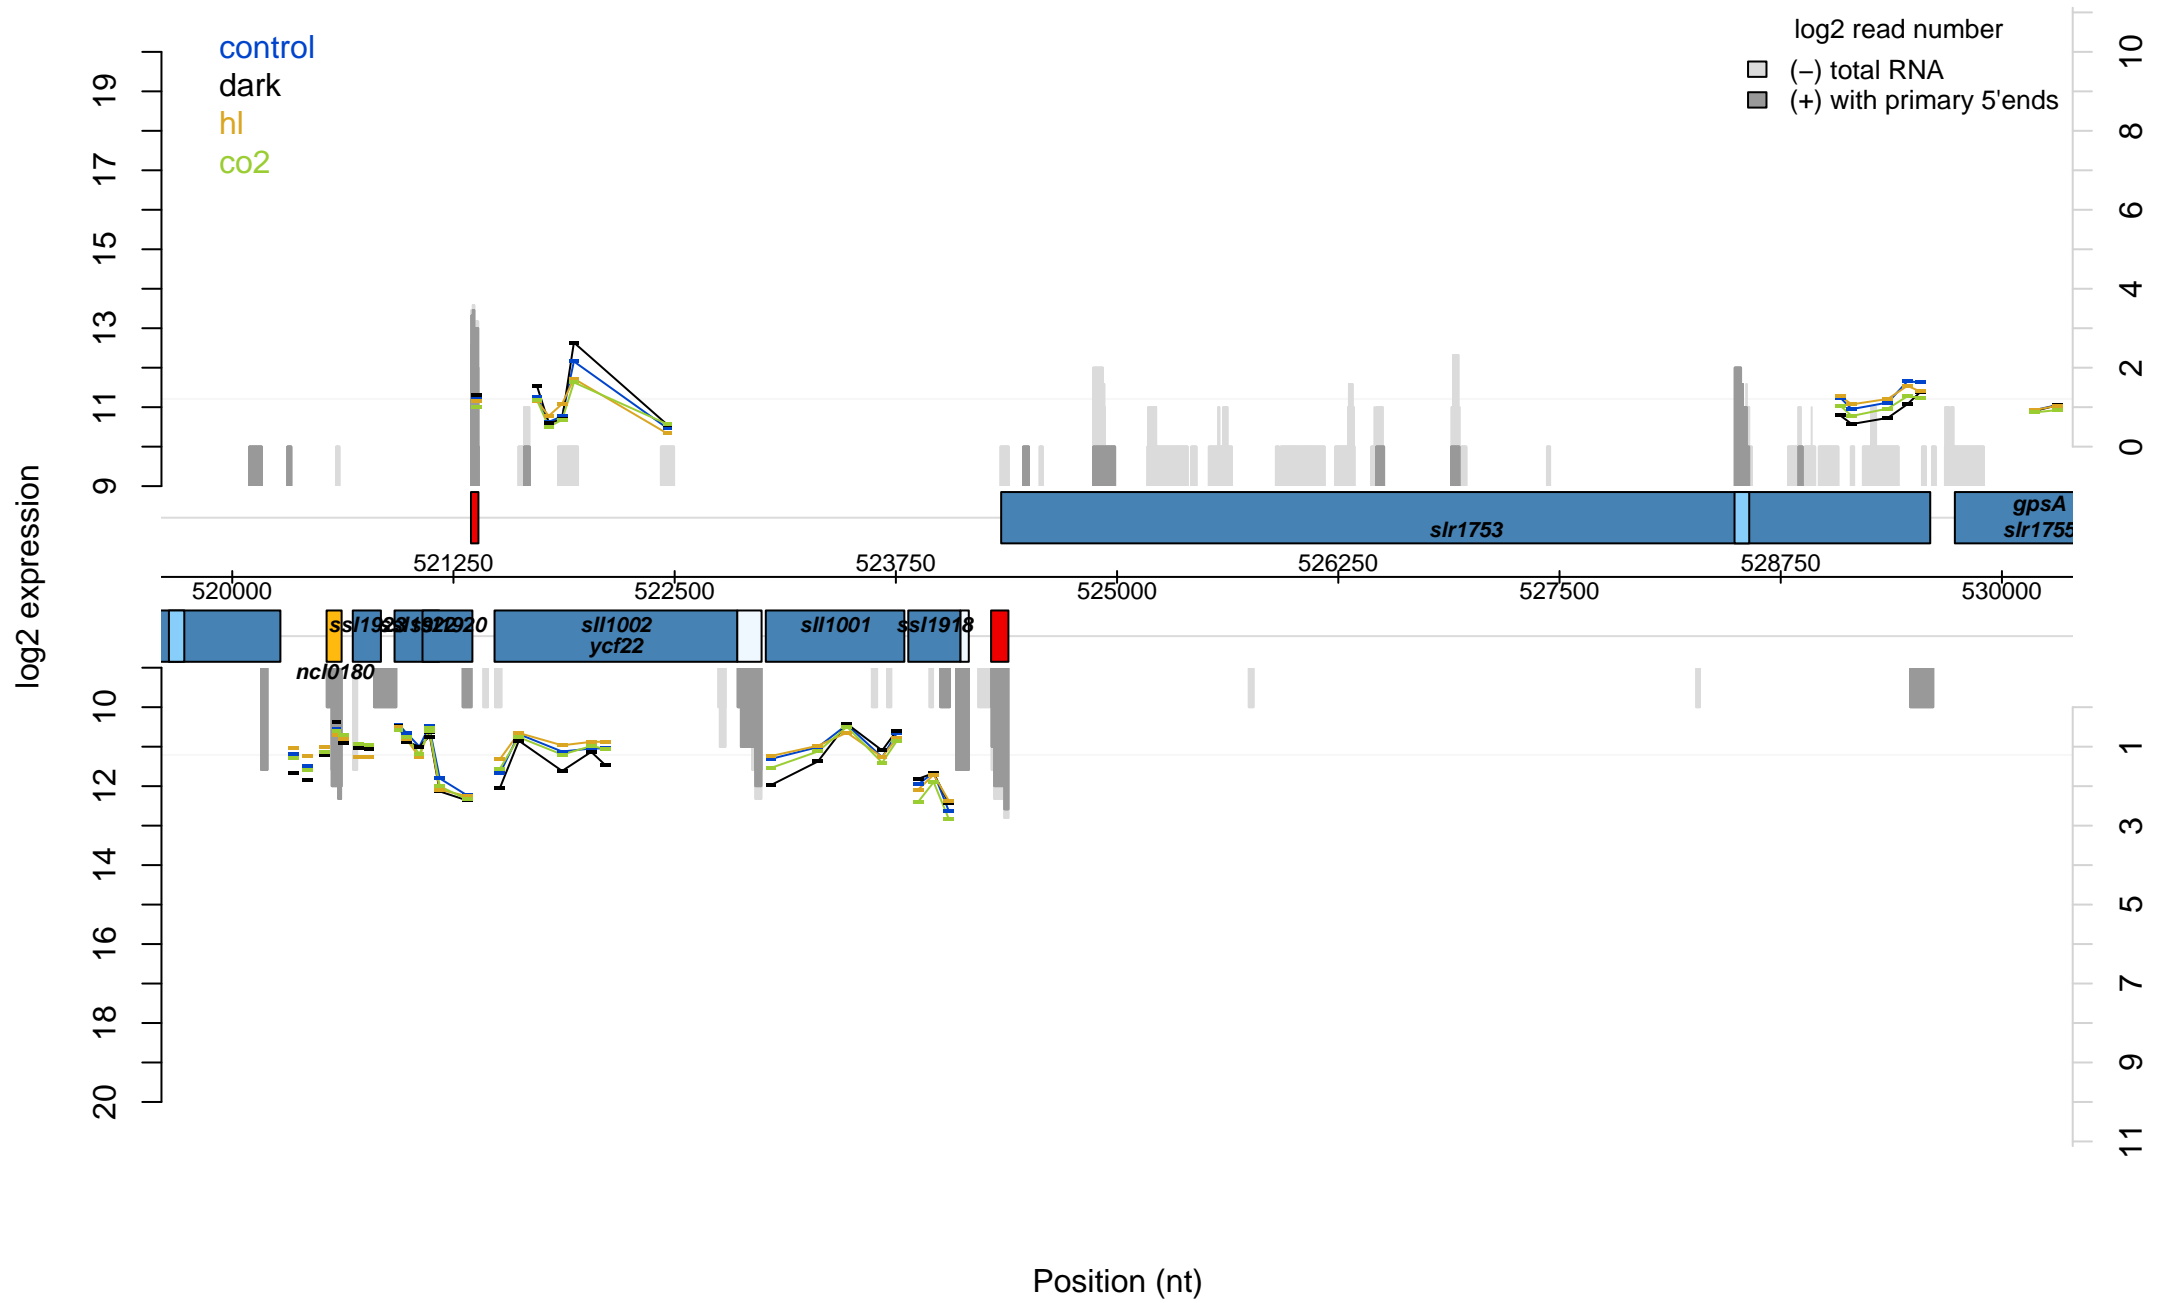 control
dark
hl
co2
log2 read number
(−) total RNA
(+) with primary 5'ends
19
17
15
13
11
9
10
8
6
4
2
0
log2 expression
slr1753
gpsA
slr1755
521250
523750
526250
528750
520000
522500
525000
527500
530000
ssl1923
ssl1920
sll1002
ycf22
sll1001
ssl1918
ncl0180
10
12
14
16
18
20
1
3
5
7
9
11
Position (nt)